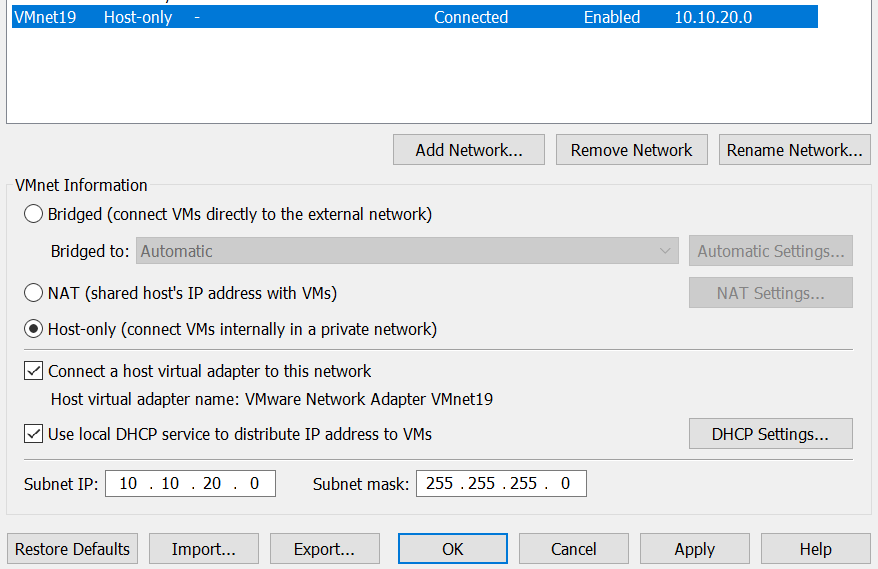 VMnet19 Host-only - Connected Enabled 10.10.20.0
Add Network... Remove Network Rename Network...
VMnet Information
Bridged (connect VMs directly to the external network)
Bridged to: Automatic Automatic Settings...
NAT (shared host's IP address with VMs) NAT Settings...
Host-only (connect VMs internally in a private network)
Connect a host virtual adapter to this network
Host virtual adapter name: VMware Network Adapter VMnet19
Use local DHCP service to distribute IP address to VMs DHCP Settings...
Subnet IP: 10 . 10 . 20 . 0 Subnet mask: 255 . 255 . 255 . 0
Restore Defaults Import... Export... OK Cancel Apply Help